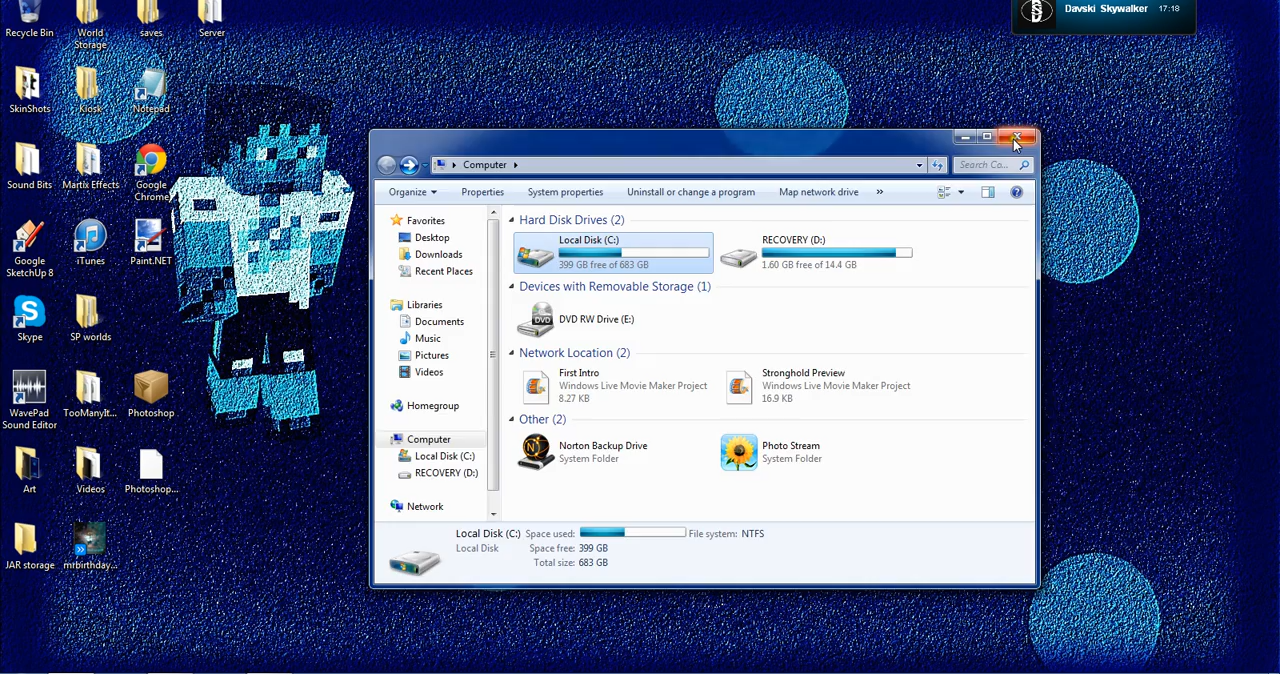 Davski Skywalker 17:18
Recycle Bin
World
Storage
saves
Server
SkinShots
Kiosk
Notepad
Sound Bits
Martix Effects
Google
Chrome
Google
SketchUp 8
iTunes
Paint.NET
Skype
SP worlds
WavePad
Sound Editor
TooManyIt...
Photoshop
Art
Videos
Photoshop...
JAR storage
mrbirthday...
Computer
Search Co...
Organize
Properties
System properties
Uninstall or change a program
Map network drive
»
Favorites
Desktop
Downloads
Recent Places
Libraries
Documents
Music
Pictures
Videos
Homegroup
Computer
Local Disk (C:)
RECOVERY (D:)
Network
Hard Disk Drives (2)
Local Disk (C:)
399 GB free of 683 GB
RECOVERY (D:)
1.60 GB free of 14.4 GB
Devices with Removable Storage (1)
DVD
DVD RW Drive (E:)
Network Location (2)
First Intro
Windows Live Movie Maker Project
8.27 KB
Stronghold Preview
Windows Live Movie Maker Project
16.9 KB
Other (2)
Norton Backup Drive
System Folder
Photo Stream
System Folder
Local Disk (C:) Space used: File system: NTFS
Local Disk Space free: 399 GB
Total size: 683 GB